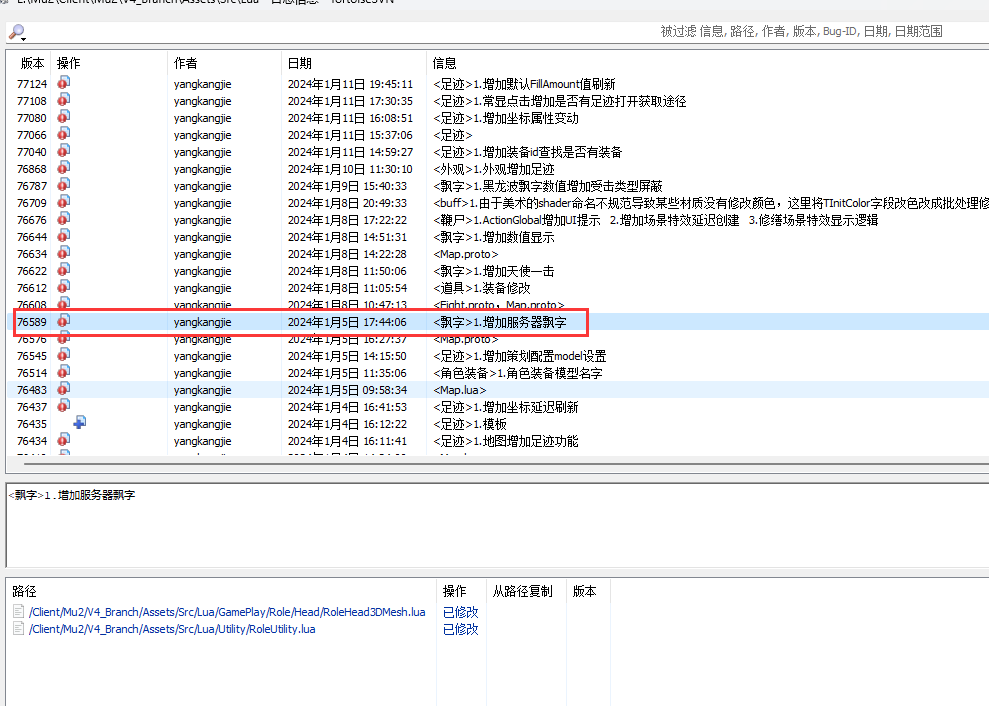 被过滤 信息, 路径, 作者, 版本, Bug-ID, 日期, 日期范围
版本 操作 作者 日期 信息
77124 yangkangjie 2024年1月11日 19:45:11 <足迹>1.增加默认FillAmount值刷新
77108 yangkangjie 2024年1月11日 17:30:35 <足迹>1.常显点击增加是否有足迹打开获取途径
77080 yangkangjie 2024年1月11日 16:08:51 <足迹>1.增加坐标属性变动
77066 yangkangjie 2024年1月11日 15:37:06 <足迹>
77040 yangkangjie 2024年1月11日 14:59:27 <足迹>1.增加装备id查找是否有装备
76868 yangkangjie 2024年1月10日 11:30:10 <外观>1.外观增加足迹
76787 yangkangjie 2024年1月9日 15:40:33 <飘字>1.黑龙波飘字数值增加受击类型屏蔽
76709 yangkangjie 2024年1月8日 20:49:33 <buff>1.由于美术的shader命名不规范导致某些材质没有修改颜色，这里将TInitColor字段改色改成批处理修
76676 yangkangjie 2024年1月8日 17:22:22 <鞭尸>1.ActionGlobal增加UI提示 2.增加场景特效延迟创建 3.修缮场景特效显示逻辑
76644 yangkangjie 2024年1月8日 14:51:31 <飘字>1.增加数值显示
76634 yangkangjie 2024年1月8日 14:22:28 <Map.proto>
76622 yangkangjie 2024年1月8日 11:50:06 <飘字>1.增加天使一击
76612 yangkangjie 2024年1月8日 11:05:54 <道具>1.装备修改
76608 yangkangjie 2024年1月8日 10:47:13 <Fight.proto，Map.proto>
76589 yangkangjie 2024年1月5日 17:44:06 <飘字>1.增加服务器飘字
76576 yangkangjie 2024年1月5日 16:27:37 <Map.proto>
76545 yangkangjie 2024年1月5日 14:15:50 <足迹>1.增加策划配置model设置
76514 yangkangjie 2024年1月5日 11:35:06 <角色装备>1.角色装备模型名字
76483 yangkangjie 2024年1月5日 09:58:34 <Map.lua>
76437 yangkangjie 2024年1月4日 16:41:53 <足迹>1.增加坐标延迟刷新
76435 yangkangjie 2024年1月4日 16:12:22 <足迹>1.模板
76434 yangkangjie 2024年1月4日 16:11:41 <足迹>1.地图增加足迹功能
<飘字>1.增加服务器飘字
路径 操作 从路径复制 版本
/Client/Mu2/V4_Branch/Assets/Src/Lua/GamePlay/Role/Head/RoleHead3DMesh.lua 已修改
/Client/Mu2/V4_Branch/Assets/Src/Lua/Utility/RoleUtility.lua 已修改